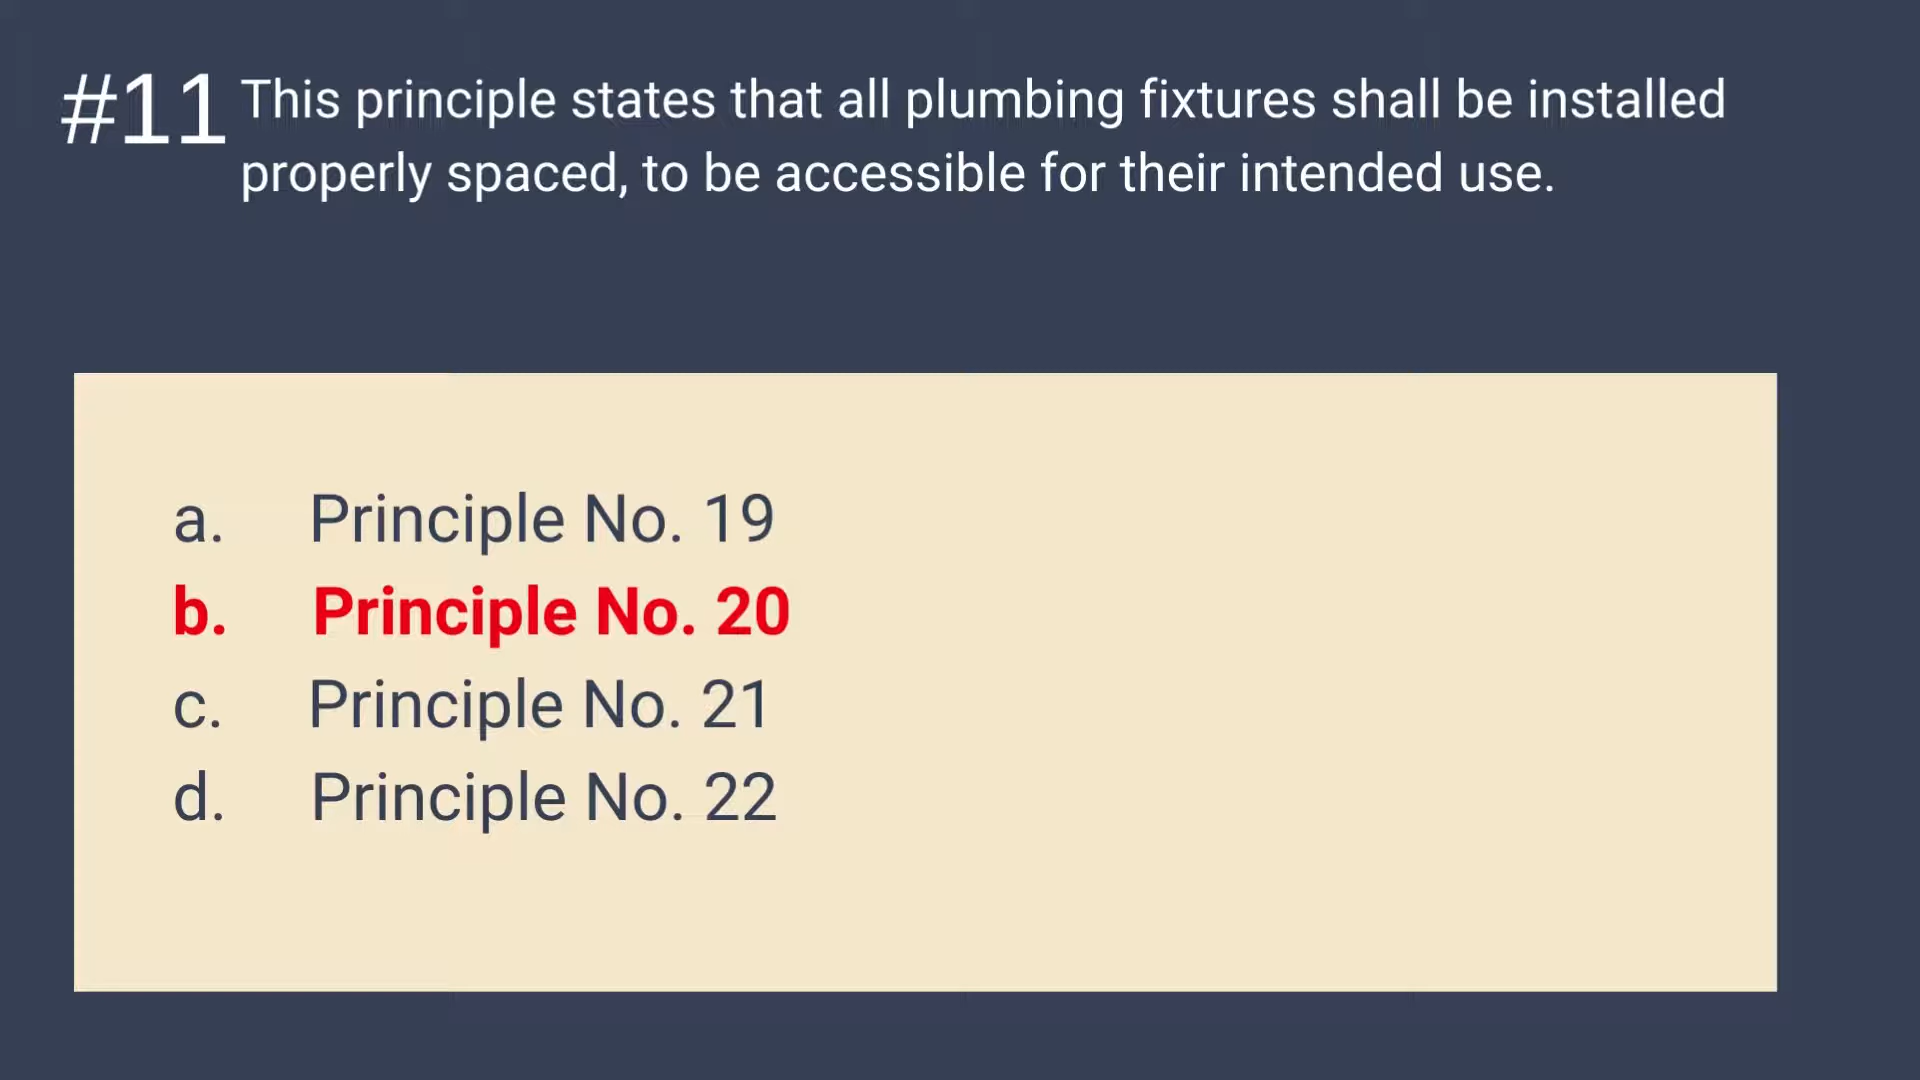 #11 This principle states that all plumbing fixtures shall be installed
properly spaced, to be accessible for their intended use.
a. Principle No. 19
b. Principle No. 20
c. Principle No. 21
d. Principle No. 22